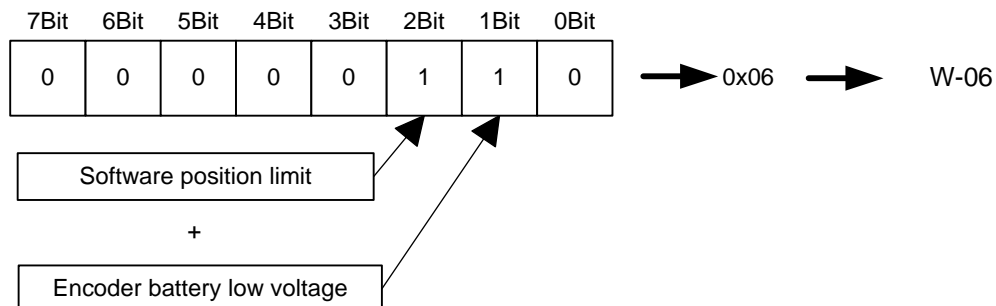 7Bit 6Bit 5Bit 4Bit 3Bit 2Bit 1Bit 0Bit
0 0 0 0 0 1 1 0 0x06 W-06
Software position limit
+
Encoder battery low voltage